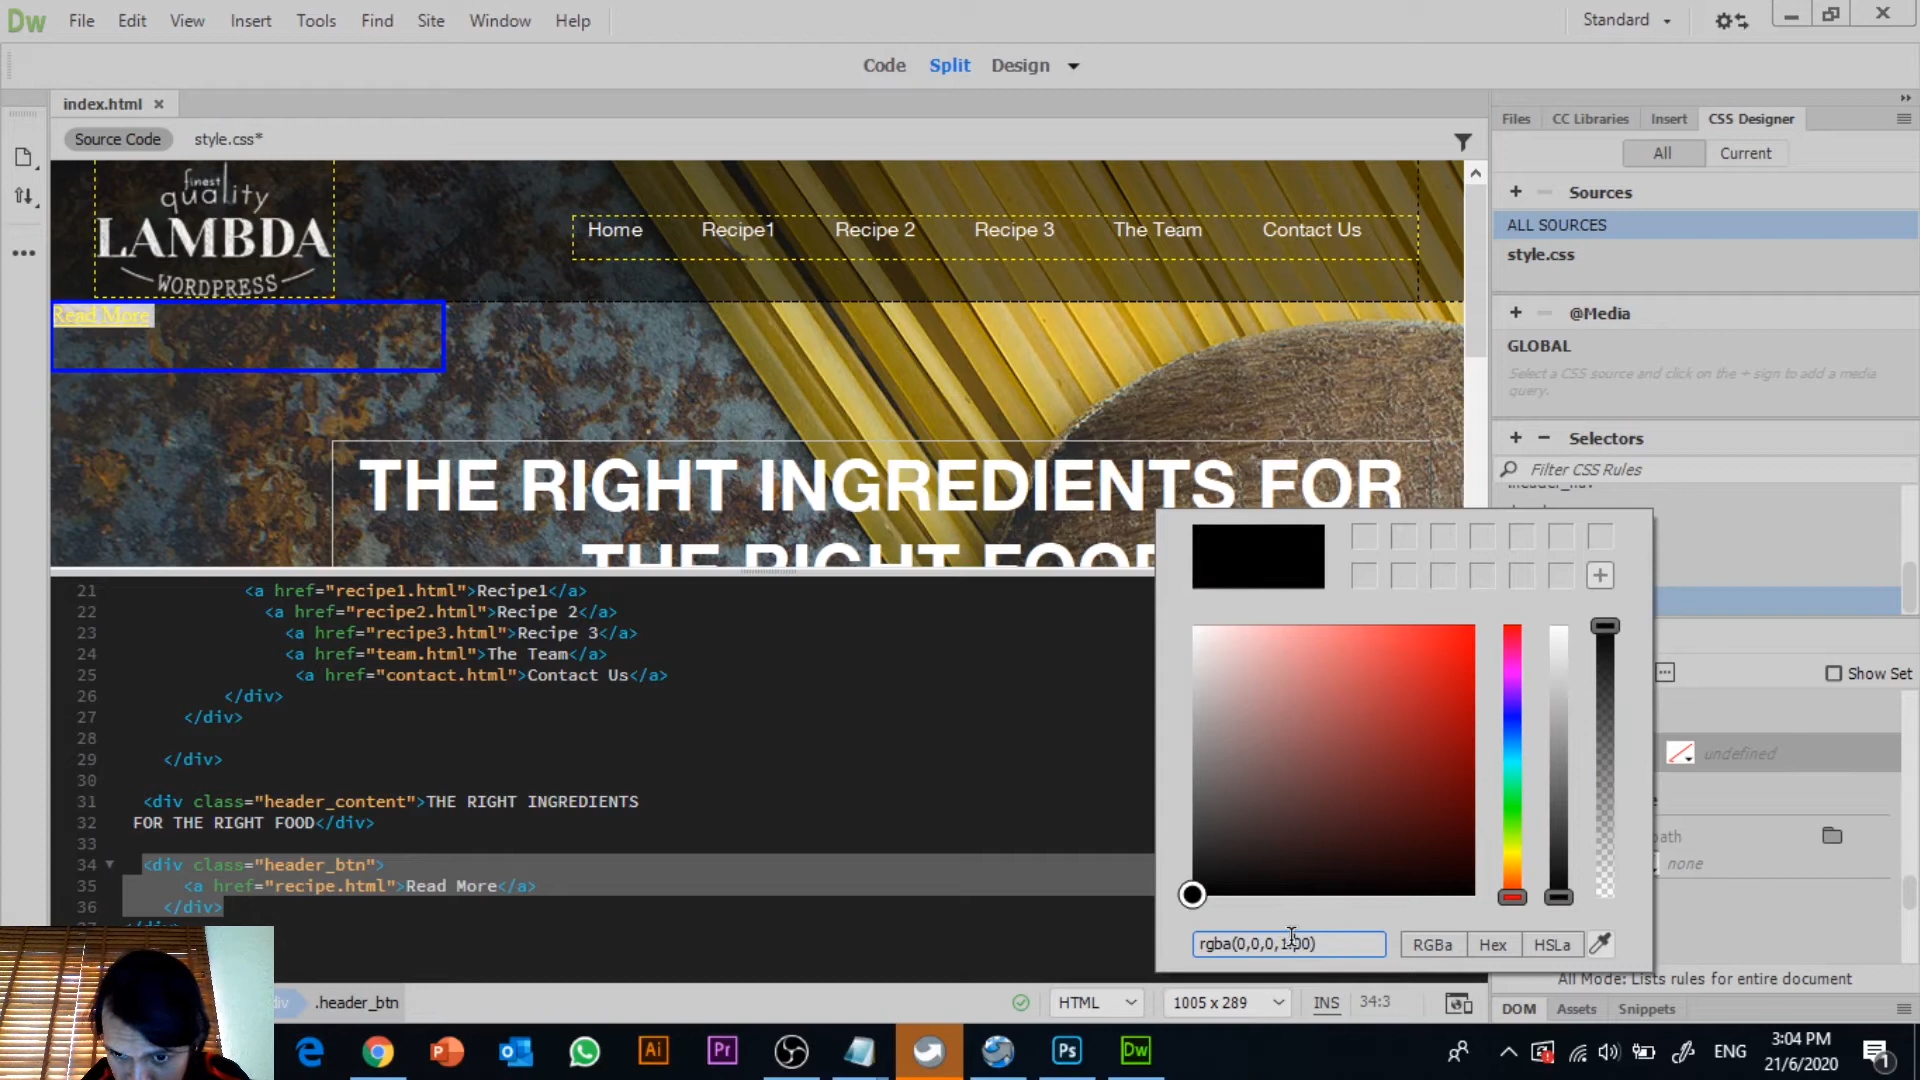 Dw File Edit View Insert Tools Find Site Window Help Standard
Code Split Design
index.html
Source Code style.css*
Files CC Libraries Insert CSS Designer
All Current
Sources
ALL SOURCES
style.css
@Media
GLOBAL
Select a CSS source and click on the + sign to add a media
query.
Selectors
Filter CSS Rules
finest
quality
LAMBDA
WORDPRESS
Home Recipe1 Recipe 2 Recipe 3 The Team Contact Us
Read More
THE RIGHT INGREDIENTS FOR
THE RIGHT FOOD
21 <a href="recipe1.html">Recipe1</a>
22 <a href="recipe2.html">Recipe 2</a>
23 <a href="recipe3.html">Recipe 3</a>
24 <a href="team.html">The Team</a>
25 <a href="contact.html">Contact Us</a>
26 </div>
27 </div>
28
29 </div>
30
31 <div class="header_content">THE RIGHT INGREDIENTS
32 FOR THE RIGHT FOOD</div>
33
34 <div class="header_btn">
35 <a href="recipe.html">Read More</a>
36 </div>
Show Set
undefined
path
none
rgba(0,0,0,1.00)
RGBa Hex HSLa
All Mode: Lists rules for entire document
.header_btn HTML 1005 x 289 INS 34:3
DOM Assets Snippets
Ai Pr Ps Dw
ENG
3:04 PM
21/6/2020
1